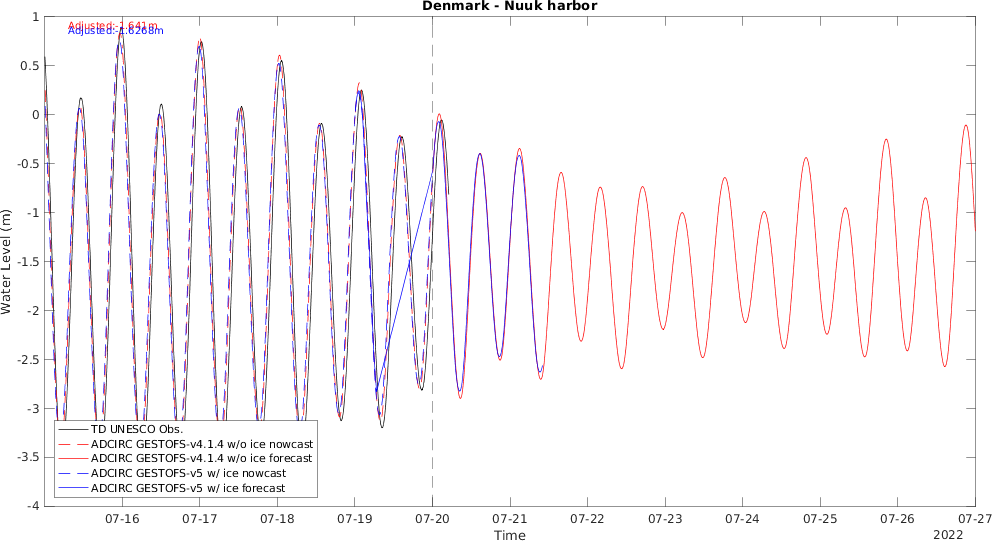 Denmark - Nuuk harbor
Adjusted:-1.641m
Adjusted:-1.6268m
1
0.5
0
-0.5
-1
-1.5
-2
-2.5
-3
-3.5
-4
Water Level (m)
TD UNESCO Obs.
ADCIRC GESTOFS-v4.1.4 w/o ice nowcast
ADCIRC GESTOFS-v4.1.4 w/o ice forecast
ADCIRC GESTOFS-v5 w/ ice nowcast
ADCIRC GESTOFS-v5 w/ ice forecast
07-16 07-17 07-18 07-19 07-20 07-21 07-22 07-23 07-24 07-25 07-26 07-27
Time
2022